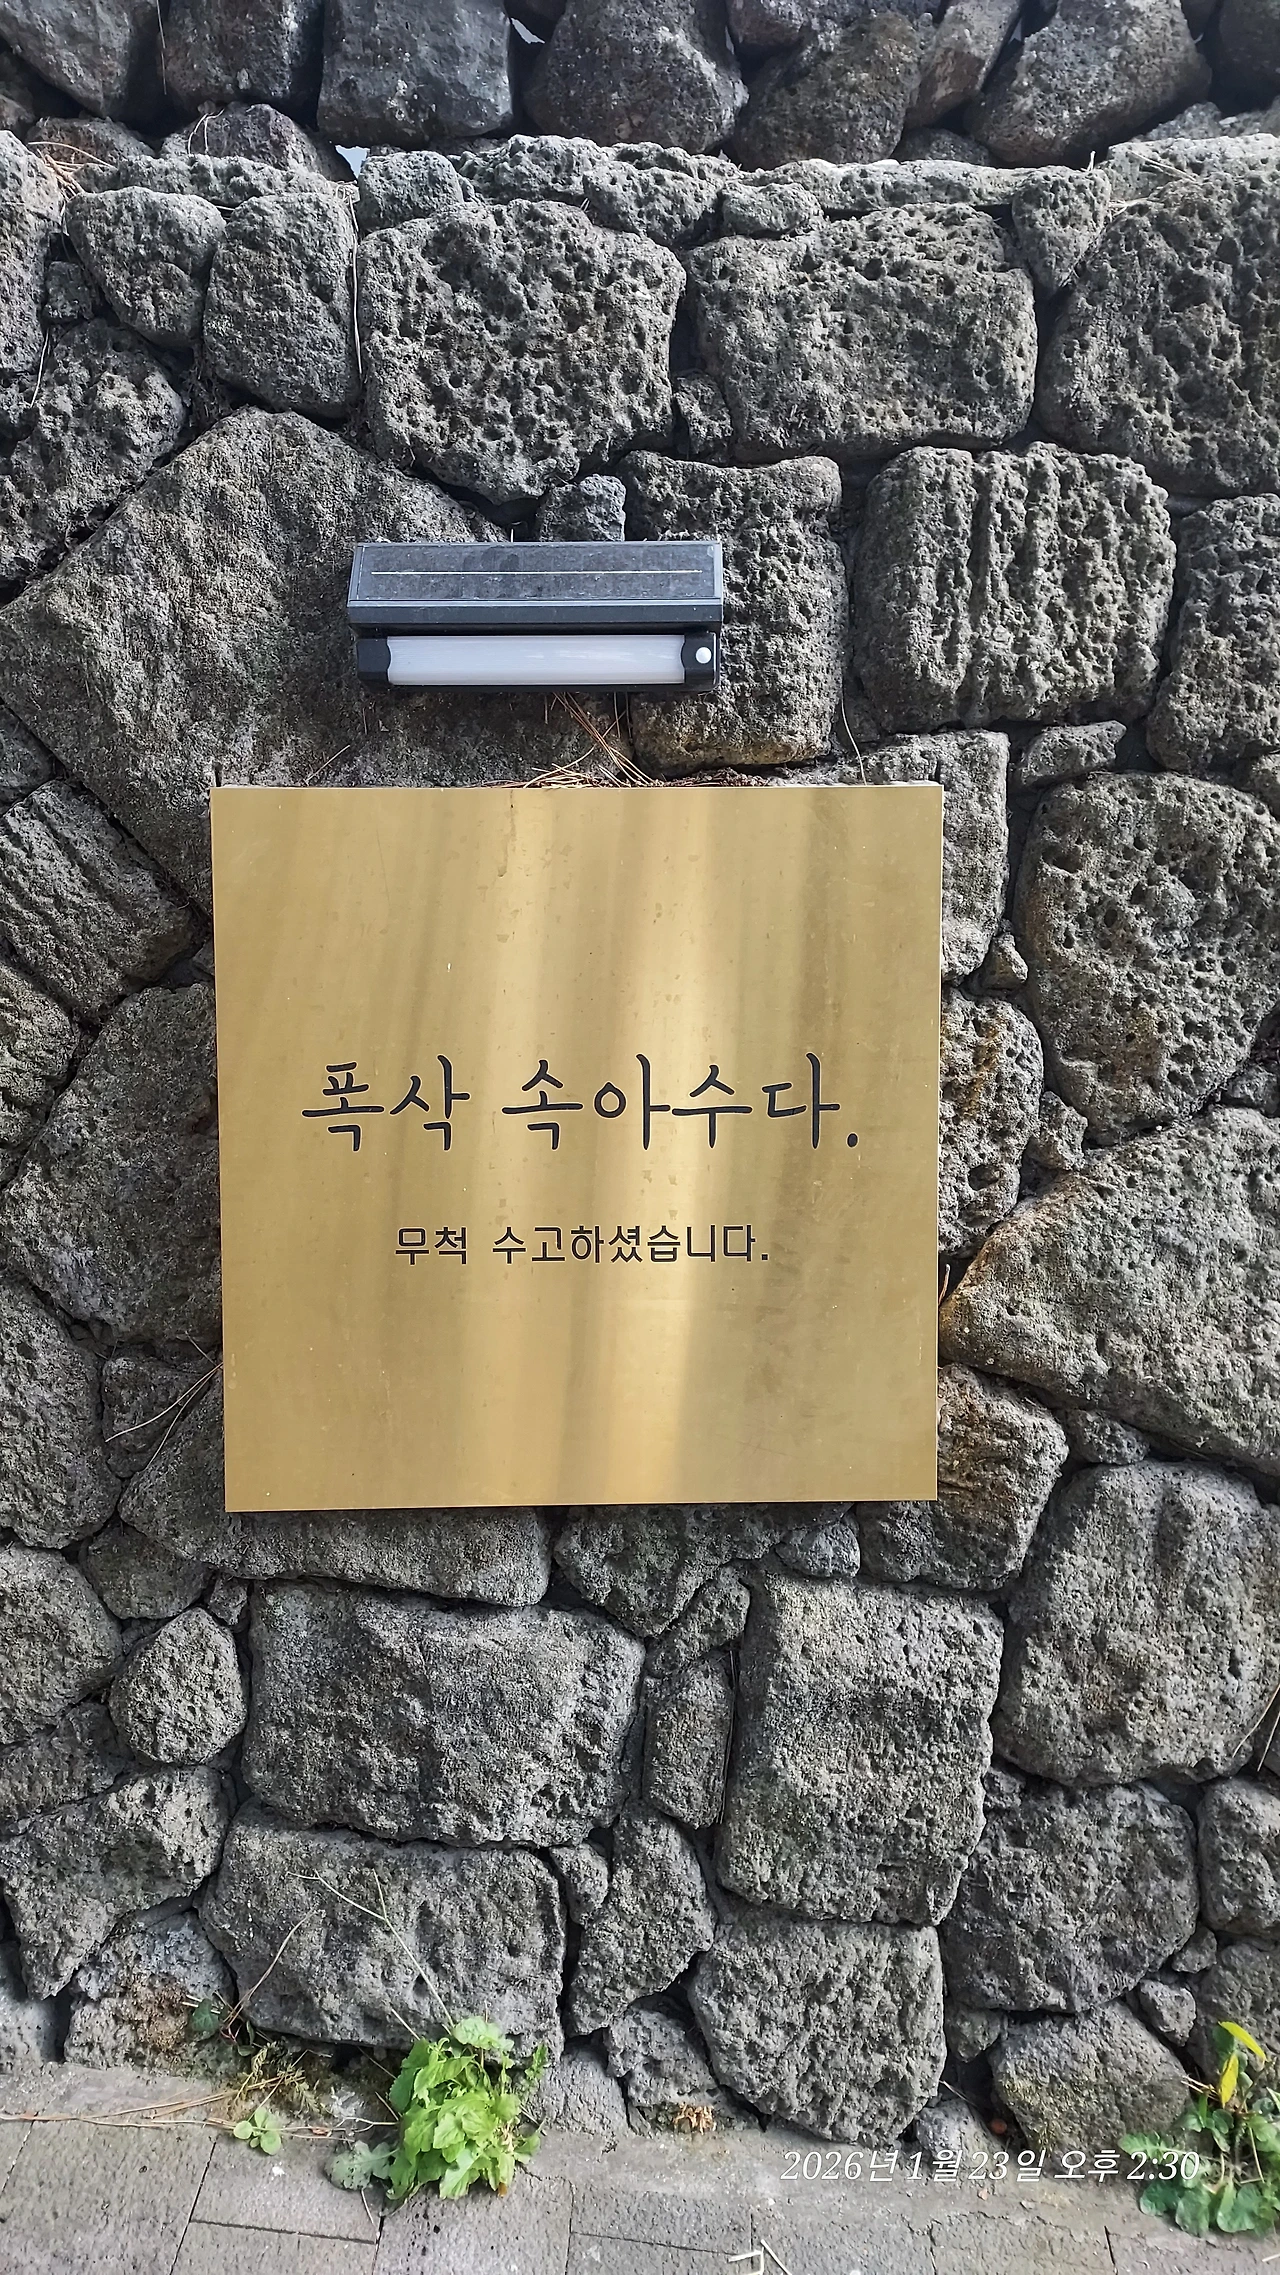 폭삭 속아수다.
무척 수고하셨습니다.
2026년 1월 23일 오후 2:30